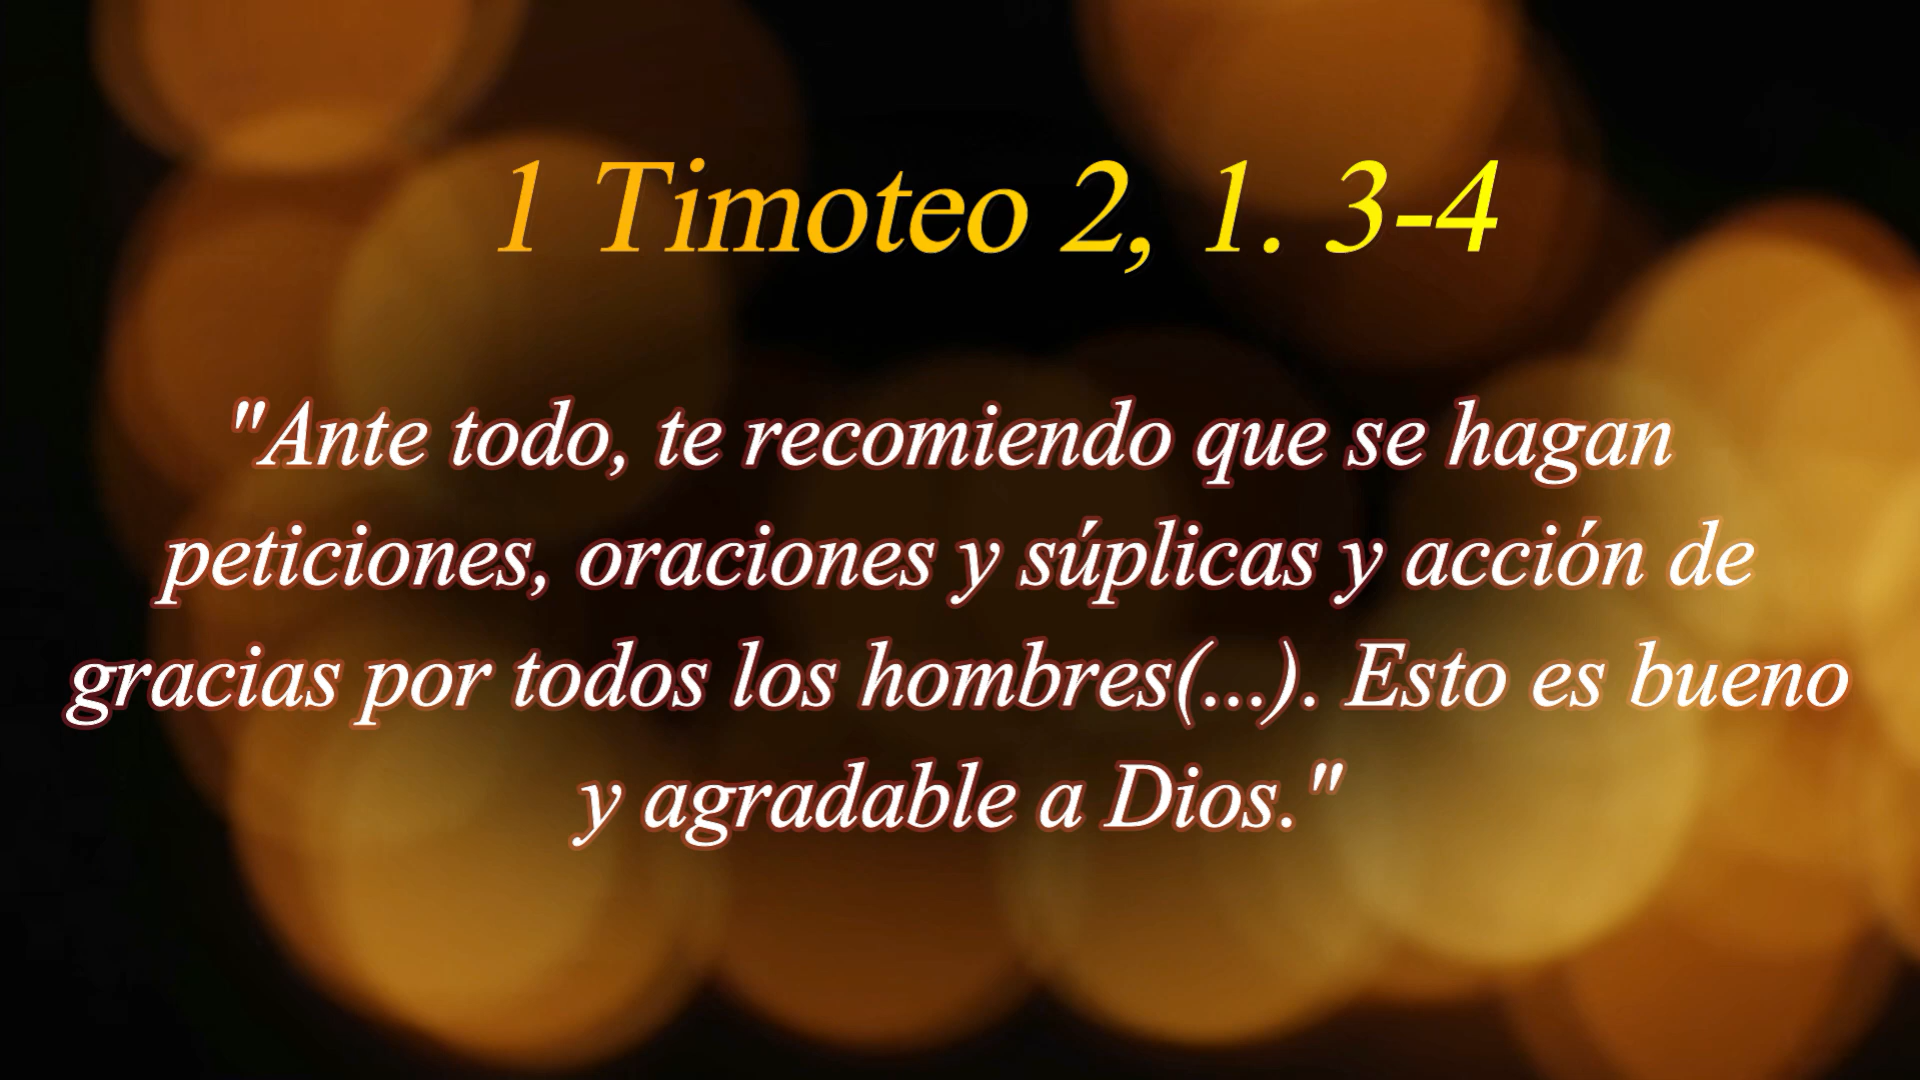 1 Timoteo 2, 1. 3-4
"Ante todo, te recomiendo que se hagan
peticiones, oraciones y súplicas y acción de
gracias por todos los hombres(...). Esto es bueno
y agradable a Dios."